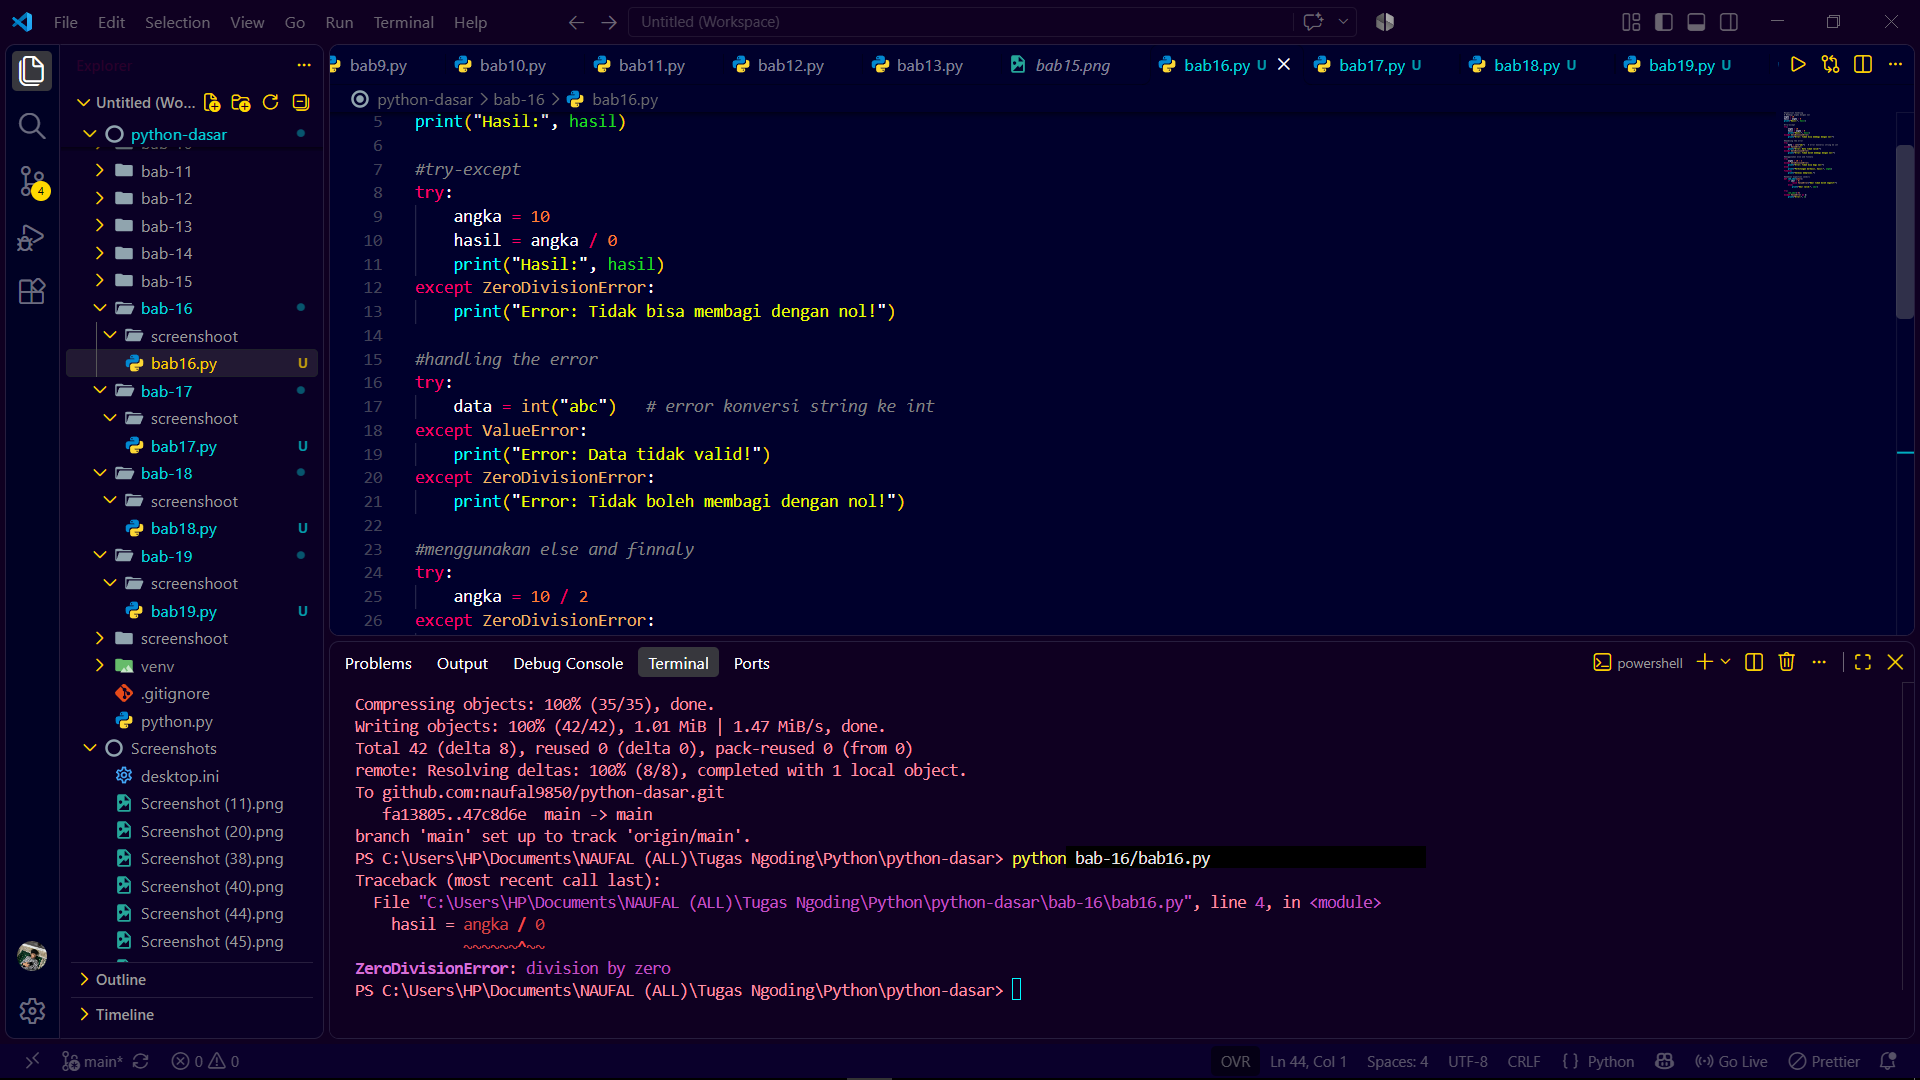 File Edit Selection View Go Run Terminal Help
Untitled (Workspace)
Explorer
Untitled (Wo...
python-dasar
bab-11
bab-12
bab-13
bab-14
bab-15
bab-16
screenshoot
bab16.py U
bab-17
screenshoot
bab17.py U
bab-18
screenshoot
bab18.py U
bab-19
screenshoot
bab19.py U
screenshoot
venv
.gitignore
python.py
Screenshots
desktop.ini
Screenshot (11).png
Screenshot (20).png
Screenshot (38).png
Screenshot (40).png
Screenshot (44).png
Screenshot (45).png
Outline
Timeline
4
bab9.py bab10.py bab11.py bab12.py bab13.py bab15.png bab16.py U bab17.py U bab18.py U bab19.py U
python-dasar > bab-16 > bab16.py
5 print("Hasil:", hasil)
6
7 #try-except
8 try:
9 angka = 10
10 hasil = angka / 0
11 print("Hasil:", hasil)
12 except ZeroDivisionError:
13 print("Error: Tidak bisa membagi dengan nol!")
14
15 #handling the error
16 try:
17 data = int("abc") # error konversi string ke int
18 except ValueError:
19 print("Error: Data tidak valid!")
20 except ZeroDivisionError:
21 print("Error: Tidak boleh membagi dengan nol!")
22
23 #menggunakan else and finnaly
24 try:
25 angka = 10 / 2
26 except ZeroDivisionError:
Problems Output Debug Console Terminal Ports
powershell
Compressing objects: 100% (35/35), done.
Writing objects: 100% (42/42), 1.01 MiB | 1.47 MiB/s, done.
Total 42 (delta 8), reused 0 (delta 0), pack-reused 0 (from 0)
remote: Resolving deltas: 100% (8/8), completed with 1 local object.
To github.com:naufal9850/python-dasar.git
fa13805..47c8d6e main -> main
branch 'main' set up to track 'origin/main'.
PS C:\Users\HP\Documents\NAUFAL (ALL)\Tugas Ngoding\Python\python-dasar> python bab-16/bab16.py
Traceback (most recent call last):
File "C:\Users\HP\Documents\NAUFAL (ALL)\Tugas Ngoding\Python\python-dasar\bab-16\bab16.py", line 4, in <module>
hasil = angka / 0
~~~~~~^~~
ZeroDivisionError: division by zero
PS C:\Users\HP\Documents\NAUFAL (ALL)\Tugas Ngoding\Python\python-dasar>
main* 0 0 OVR Ln 44, Col 1 Spaces: 4 UTF-8 CRLF { } Python Go Live Prettier